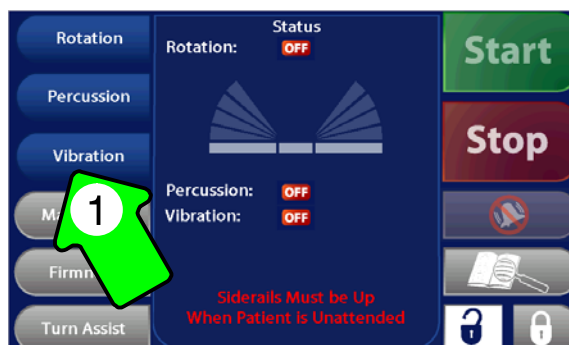 Rotation
Percussion
Vibration
1
Turn Assist
Status
Rotation: OFF
Percussion: OFF
Vibration: OFF
Siderails Must be Up
When Patient is Unattended
Start
Stop